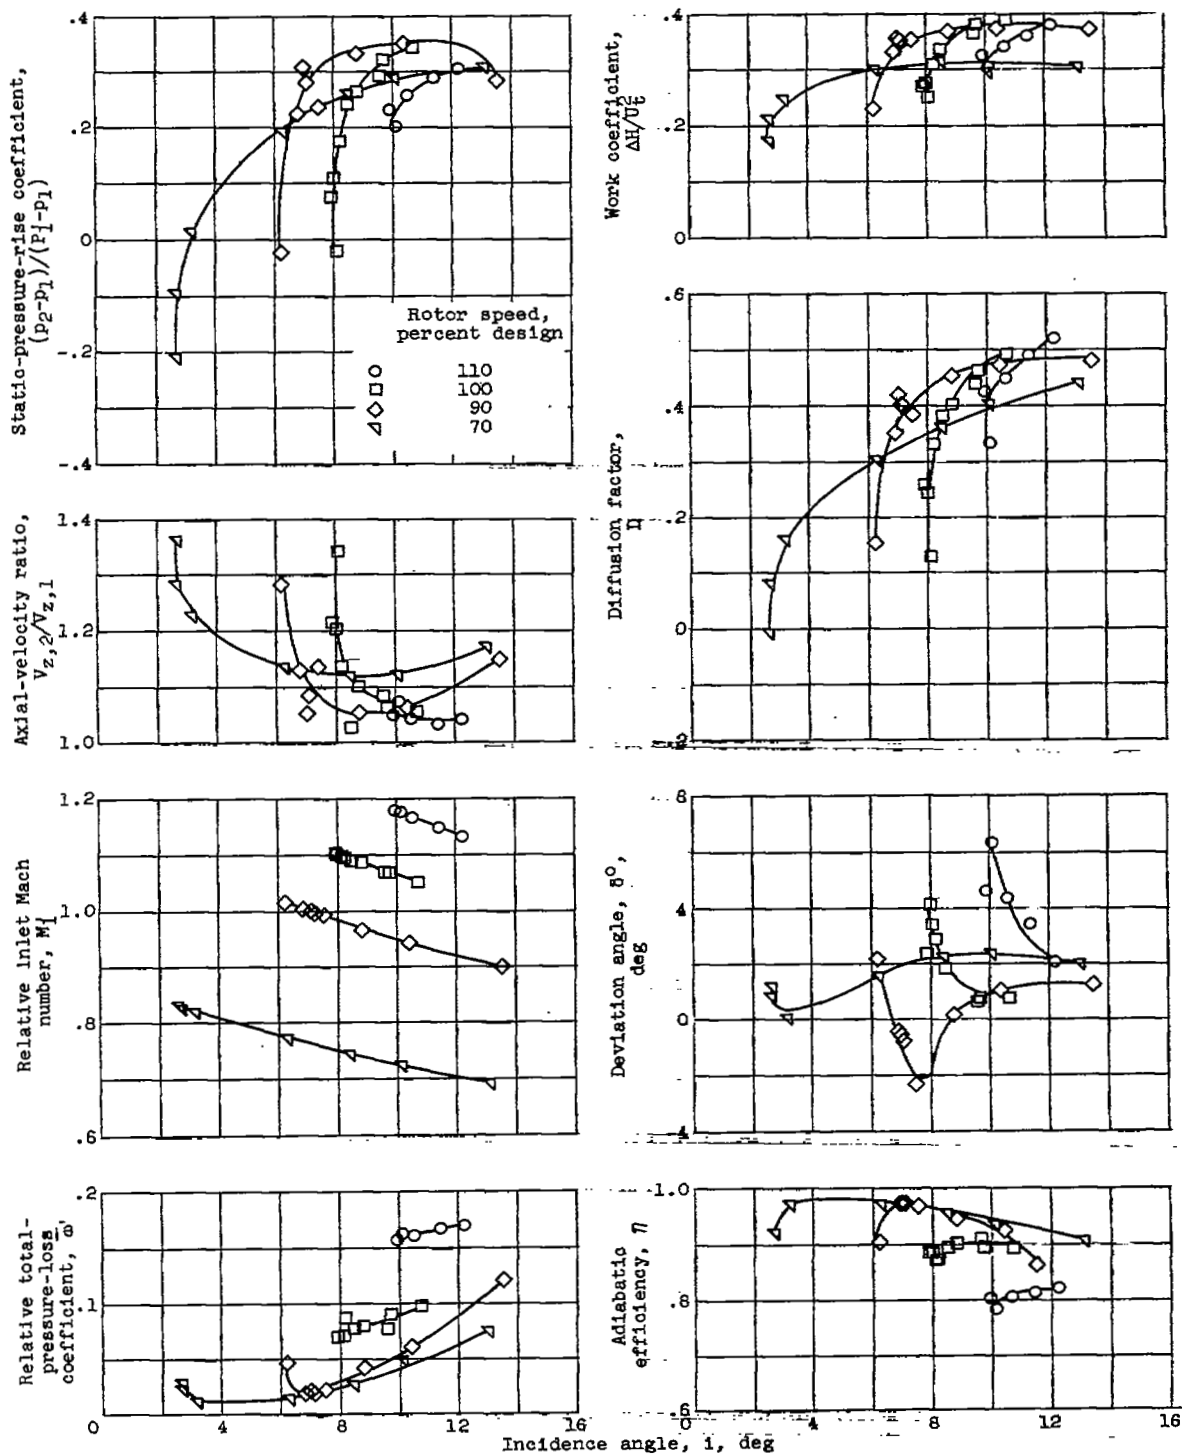 Static-pressure-rise coefficient,
(p2-p1)/(P1'-p1)
.4
.2
0
-.2
-.4
Rotor speed,
percent design
110
100
90
70
Axial-velocity ratio,
Vz,2/Vz,1
1.4
1.2
1.0
Relative inlet Mach
number, M1'
1.2
1.0
.8
.6
Relative total-
pressure-loss
coefficient, ω̄'
.2
.1
0 4 8 12 16
Work coefficient,
ΔH/Ut²
.4
.2
0
Diffusion factor,
D
.6
.4
.2
0
2
Deviation angle, δ°,
deg
8
4
0
4
Adiabatic
efficiency, η
1.0
.8
.6
0 4 8 12 16
Incidence angle, i, deg